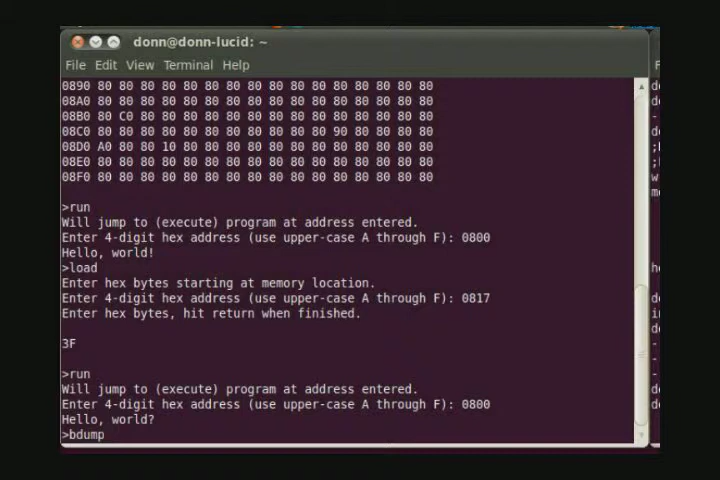 donn@donn-lucid: ~
File Edit View Terminal Help
0890 80 80 80 80 80 80 80 80 80 80 80 80 80 80 80 80
08A0 80 80 80 80 80 80 80 80 80 80 80 80 80 80 80 80
08B0 80 C0 80 80 80 80 80 80 80 80 80 80 80 80 80 80
08C0 80 80 80 80 80 80 80 80 80 80 80 90 80 80 80 80
08D0 A0 80 80 10 80 80 80 80 80 80 80 80 80 80 80 80
08E0 80 80 80 80 80 80 80 80 80 80 80 80 80 80 80 80
08F0 80 80 80 80 80 80 80 80 80 80 80 80 80 80 80 80
>run
Will jump to (execute) program at address entered.
Enter 4-digit hex address (use upper-case A through F): 0800
Hello, world!
>load
Enter hex bytes starting at memory location.
Enter 4-digit hex address (use upper-case A through F): 0817
Enter hex bytes, hit return when finished.
3F
>run
Will jump to (execute) program at address entered.
Enter 4-digit hex address (use upper-case A through F): 0800
Hello, world?
>bdump